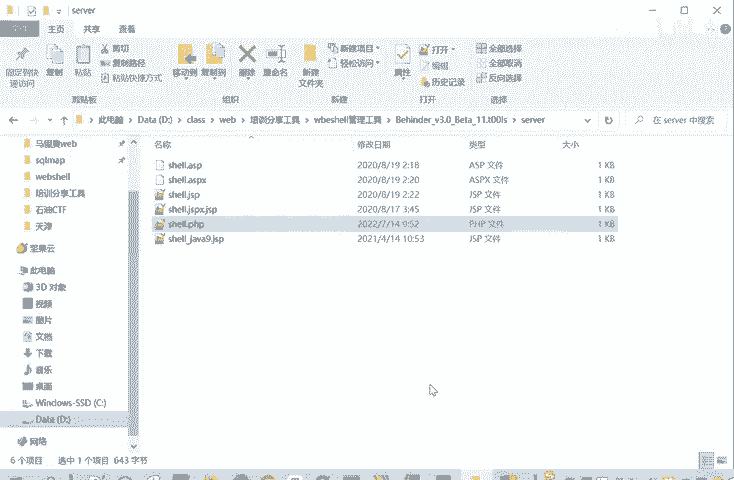 server
主页 共享 查看
固定到快速访问
复制
粘贴
剪切
复制路径
粘贴快捷方式
移动到 复制到 删除 重命名
新建文件夹
新建项目
轻松访问
属性
打开
编辑
历史记录
全部选择
全部取消
反向选择
剪贴板 组织 新建 打开 选择
此电脑 › Data (D:) › class › web › 培训分享工具 › wbeshell管理工具 › Behinder_v3.0_Beta_11.t00ls › server
在 server 中搜索
名称 修改日期 类型 大小
shell.asp 2020/8/19 2:18 ASP 文件 1 KB
shell.aspx 2020/8/19 2:20 ASPX 文件 1 KB
shell.jsp 2020/8/19 2:22 JSP 文件 1 KB
shell.jspx.jsp 2020/8/17 3:45 JSP 文件 1 KB
shell.php 2022/7/14 9:52 PHP 文件 1 KB
shell_java9.jsp 2021/4/14 10:53 JSP 文件 1 KB
sqlmap
webshell
培训分享工具
石油CTF
天津
坚果云
此电脑
3D 对象
视频
图片
文档
下载
音乐
桌面
Windows-SSD (C:)
Data (D:)
网络
6 个项目 选中 1 个项目 643 字节